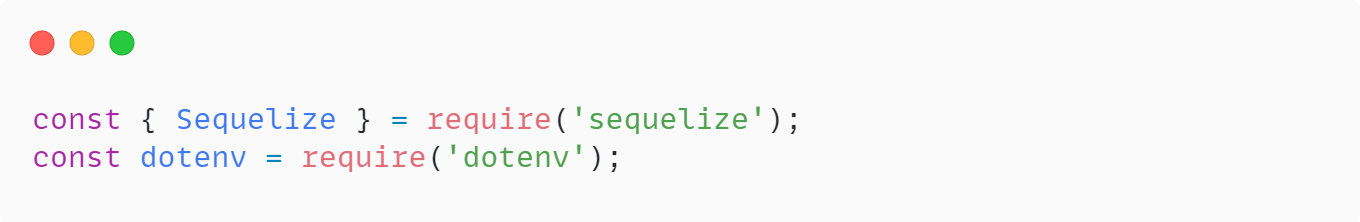 const { Sequelize } = require('sequelize');
const dotenv = require('dotenv');